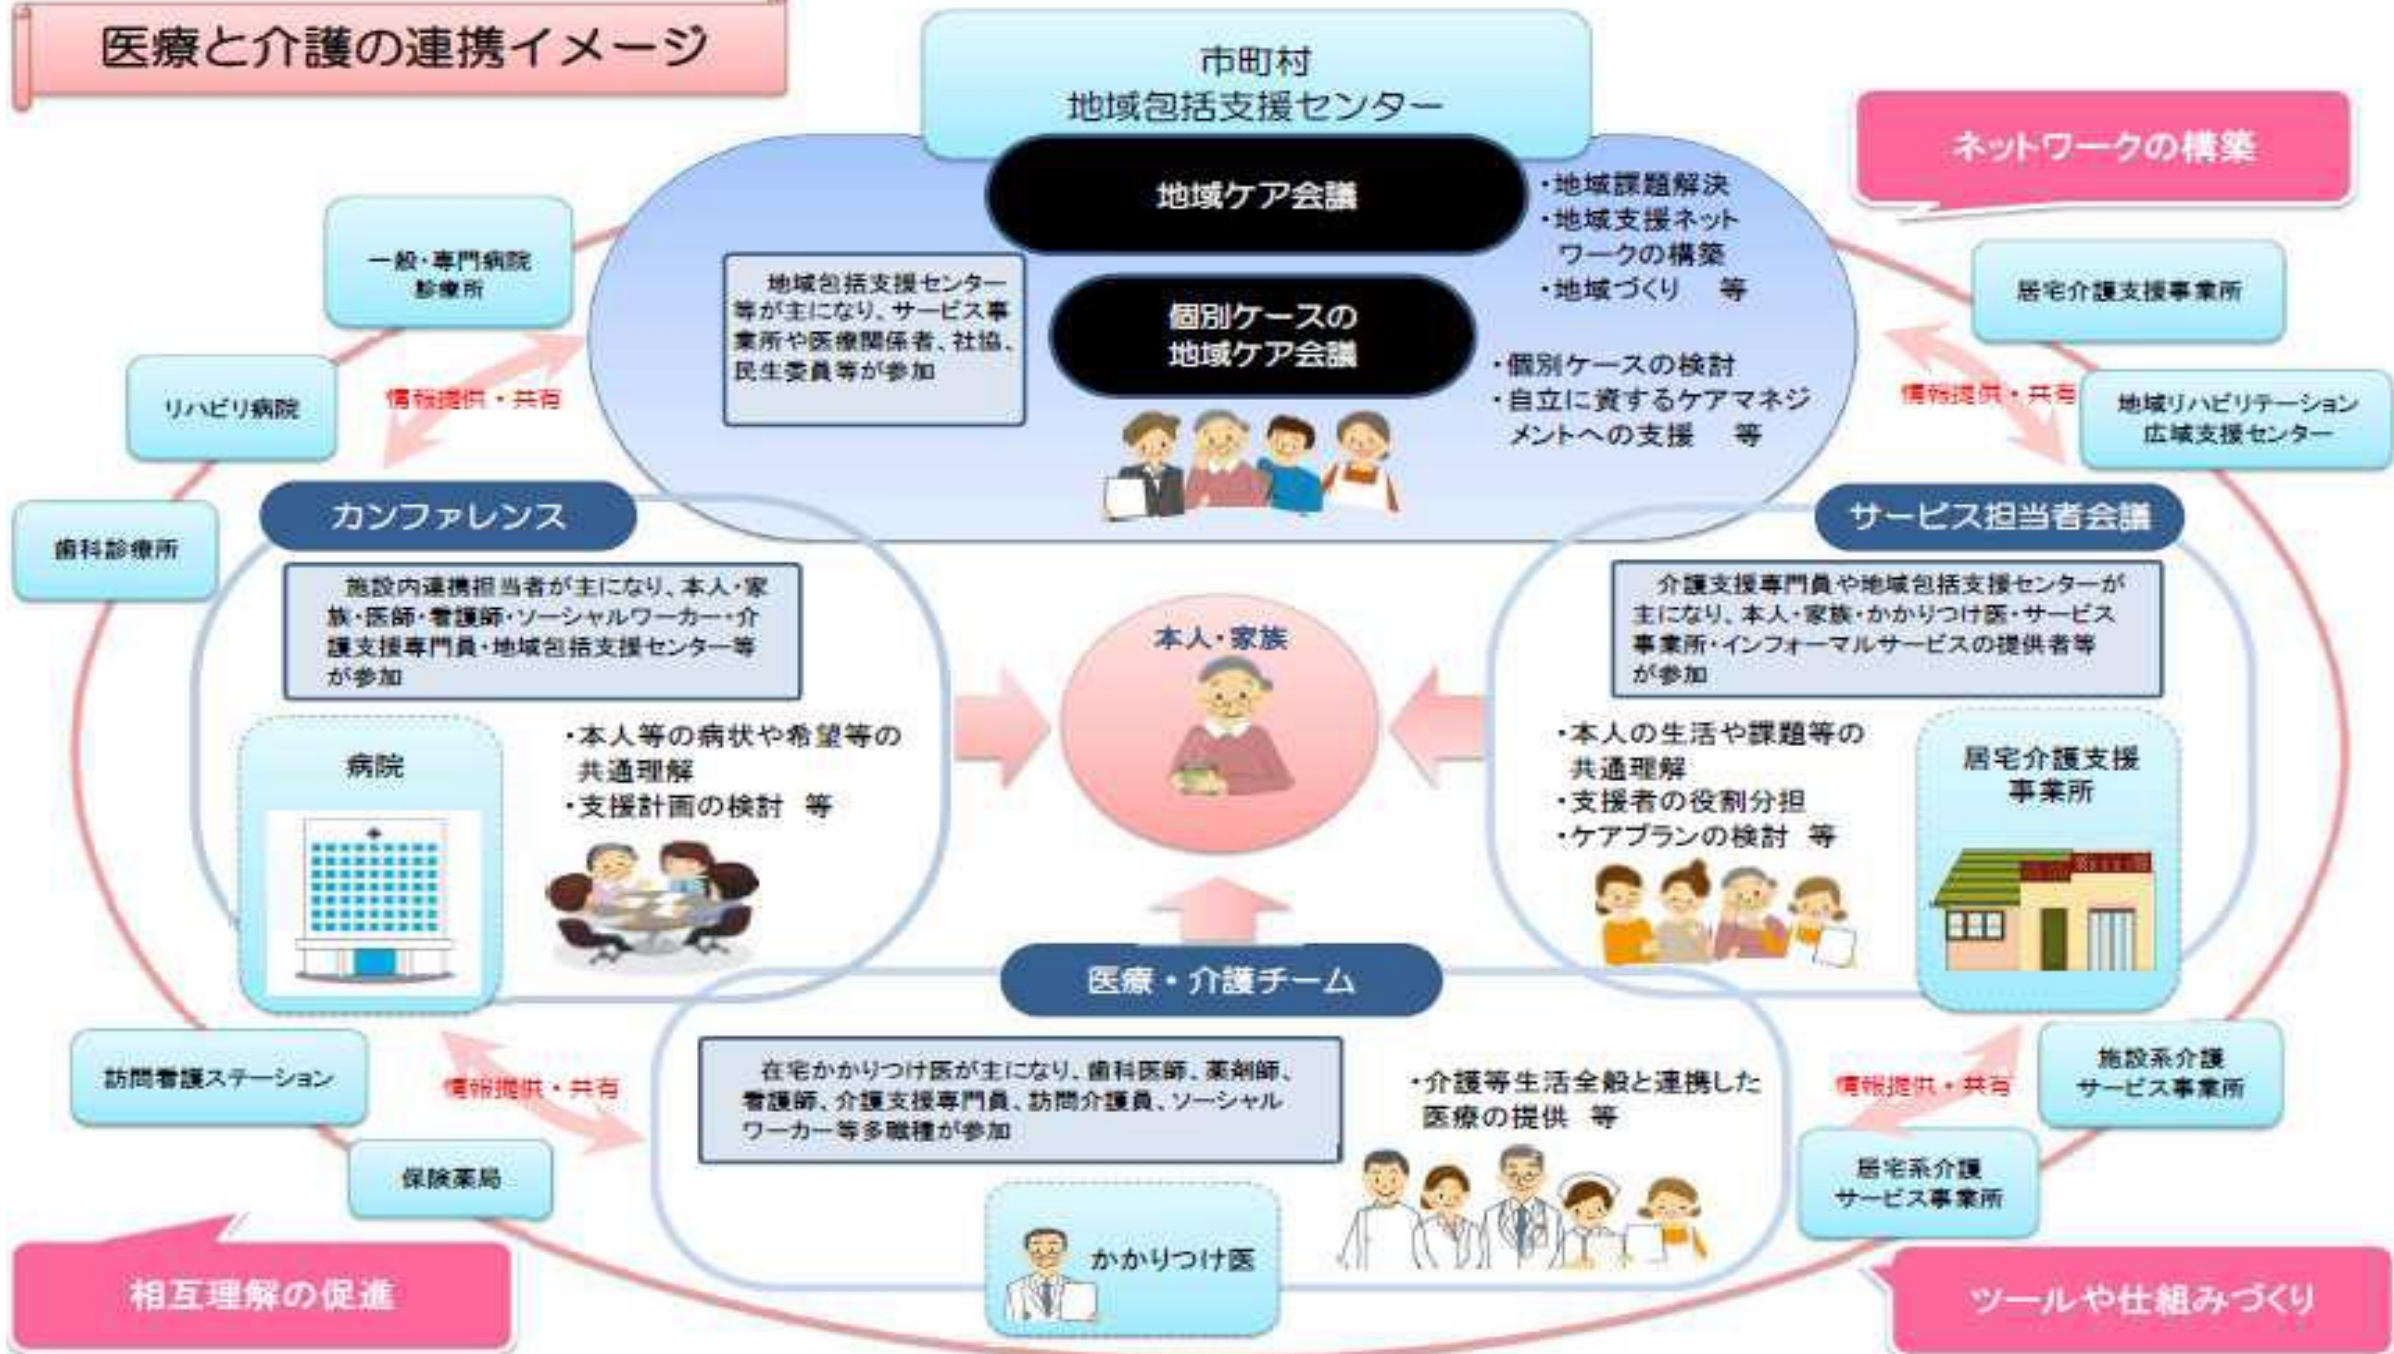 医療と介護の連携イメージ
市町村
地域包括支援センター
ネットワークの構築
地域ケア会議
・地域課題解決
・地域支援ネット
ワークの構築
・地域づくり　等
地域包括支援センター
等が主になり、サービス事
業所や医療関係者、社協、
民生委員等が参加
個別ケースの
地域ケア会議
・個別ケースの検討
・自立に資するケアマネジ
メントへの支援　等
一般・専門病院
診療所
リハビリ病院
情報提供・共有
歯科診療所
居宅介護支援事業所
情報提供・共有
地域リハビリテーション
広域支援センター
カンファレンス
施設内連携担当者が主になり、本人・家
族・医師・看護師・ソーシャルワーカー・介
護支援専門員・地域包括支援センター等
が参加
病院
・本人等の病状や希望等の
共通理解
・支援計画の検討　等
本人・家族
サービス担当者会議
介護支援専門員や地域包括支援センターが
主になり、本人・家族・かかりつけ医・サービス
事業所・インフォーマルサービスの提供者等
が参加
・本人の生活や課題等の
共通理解
・支援者の役割分担
・ケアプランの検討　等
居宅介護支援
事業所
医療・介護チーム
在宅かかりつけ医が主になり、歯科医師、薬剤師、
看護師、介護支援専門員、訪問介護員、ソーシャル
ワーカー等多職種が参加
・介護等生活全般と連携した
医療の提供　等
かかりつけ医
訪問看護ステーション
情報提供・共有
保険薬局
情報提供・共有
施設系介護
サービス事業所
居宅系介護
サービス事業所
相互理解の促進
ツールや仕組みづくり